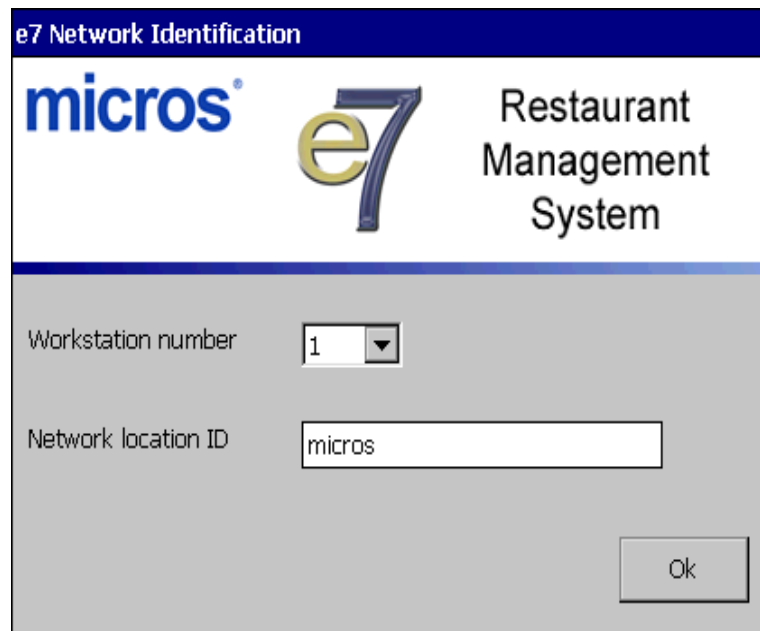 e7 Network Identification
micros®
e7
Restaurant
Management
System
Workstation number
1
Network location ID
micros
Ok